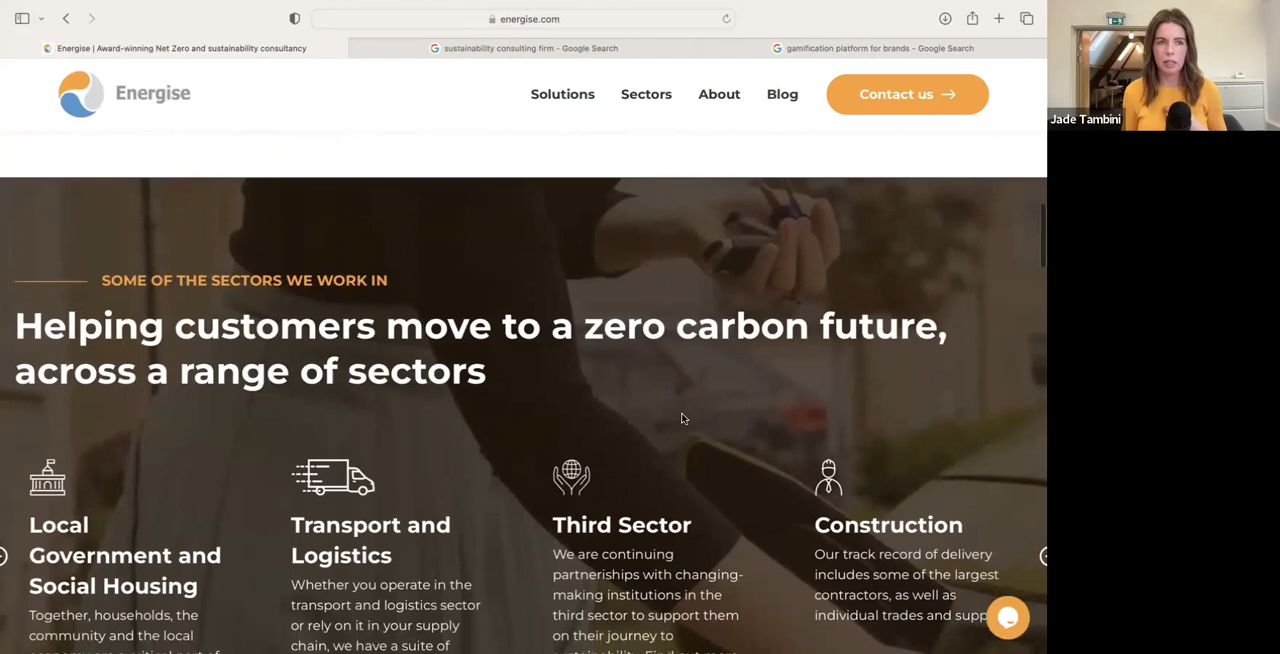 energise.com
Energise | Award-winning Net Zero and sustainability consultancy
sustainability consulting firm - Google Search
gamification platform for brands - Google Search
Energise
Solutions
Sectors
About
Blog
Contact us →
Jade Tambini
SOME OF THE SECTORS WE WORK IN
Helping customers move to a zero carbon future,
across a range of sectors
Local
Government and
Social Housing
Together, households, the
community and the local
Transport and
Logistics
Whether you operate in the
transport and logistics sector
or rely on it in your supply
chain, we have a suite of
Third Sector
We are continuing
partnerships with changing-
making institutions in the
third sector to support them
on their journey to
Construction
Our track record of delivery
includes some of the largest
contractors, as well as
individual trades and supp